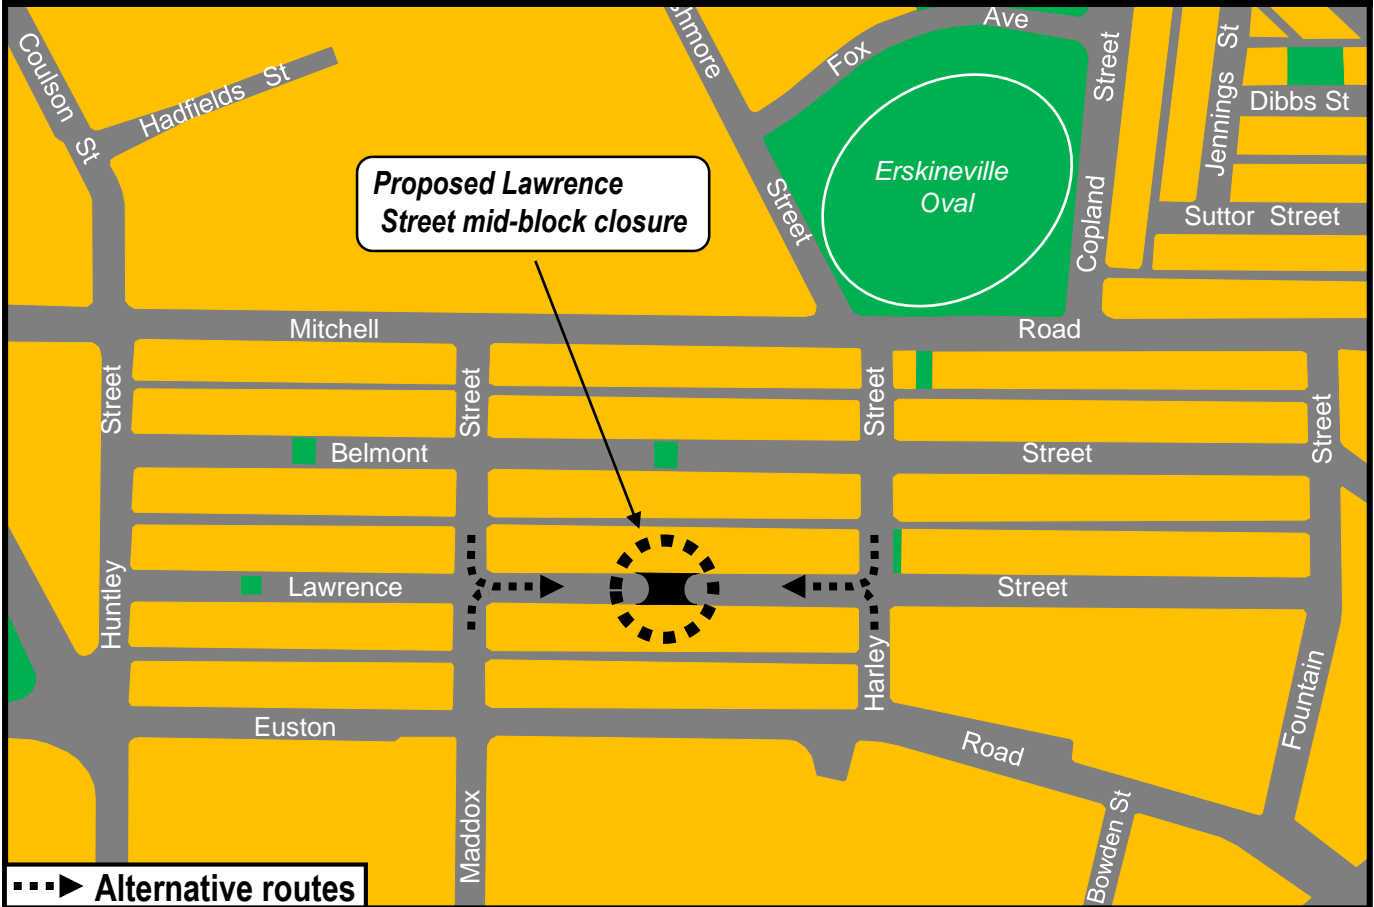 Coulson
St
Hadfields St
shmore
Street
Fox
Ave
Street
Copland
Jennings
St
Dibbs St
Suttor Street
Erskineville
Oval
Proposed Lawrence
Street mid-block closure
Mitchell
Road
Street
Street
Street
Street
Belmont
Street
Lawrence
Street
Huntley
Harley
Fountain
Euston
Road
Maddox
Bowden St
Alternative routes